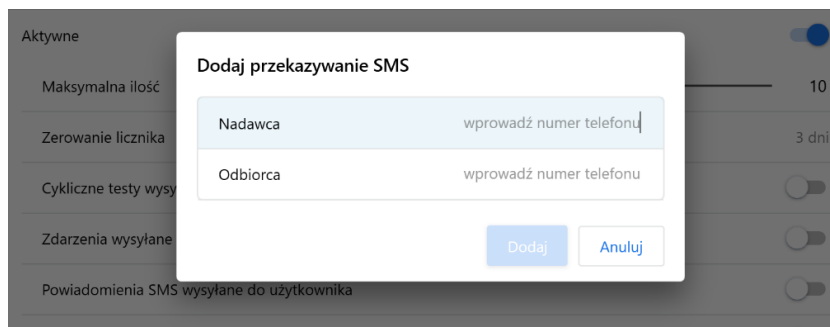 Aktywne
Dodaj przekazywanie SMS
Maksymalna ilość 10
Nadawca wprowadź numer telefonu
Zerowanie licznika 3 dni
Odbiorca wprowadź numer telefonu
Cykliczne testy wysy
Zdarzenia wysyłane
Dodaj Anuluj
Powiadomienia SMS wysyłane do użytkownika